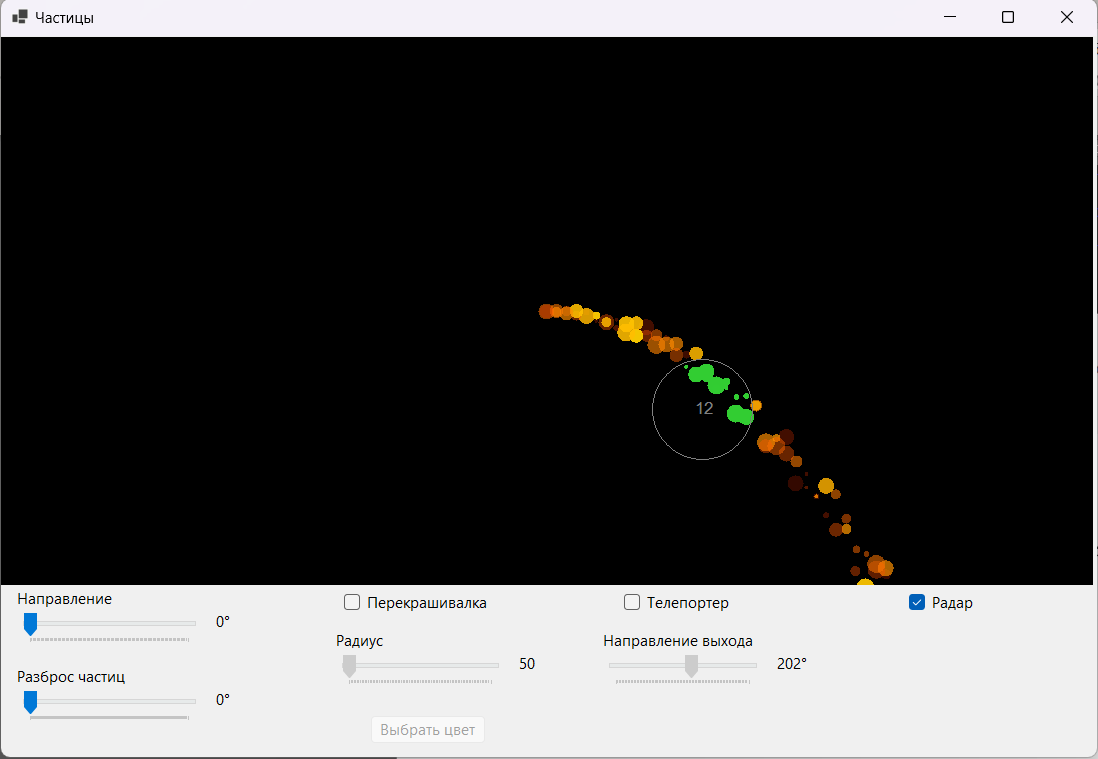 Частицы
12
Направление
0°
Разброс частиц
0°
Перекрашивалка
Радиус
50
Выбрать цвет
Телепортер
Направление выхода
202°
Радар